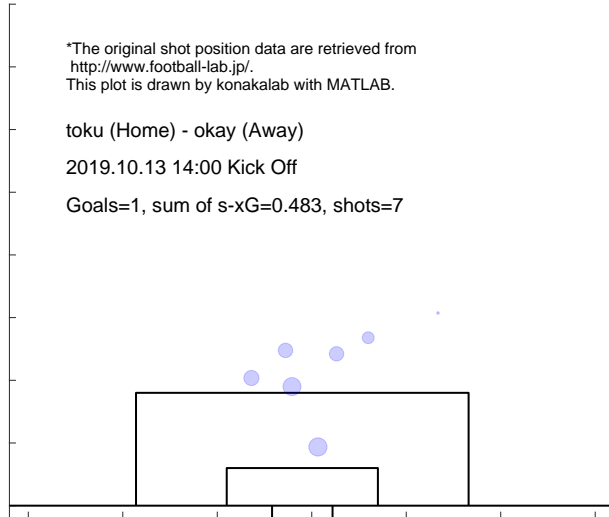 *The original shot position data are retrieved from
http://www.football-lab.jp/.
This plot is drawn by konakalab with MATLAB.
toku (Home) - okay (Away)
2019.10.13 14:00 Kick Off
Goals=1, sum of s-xG=0.483, shots=7